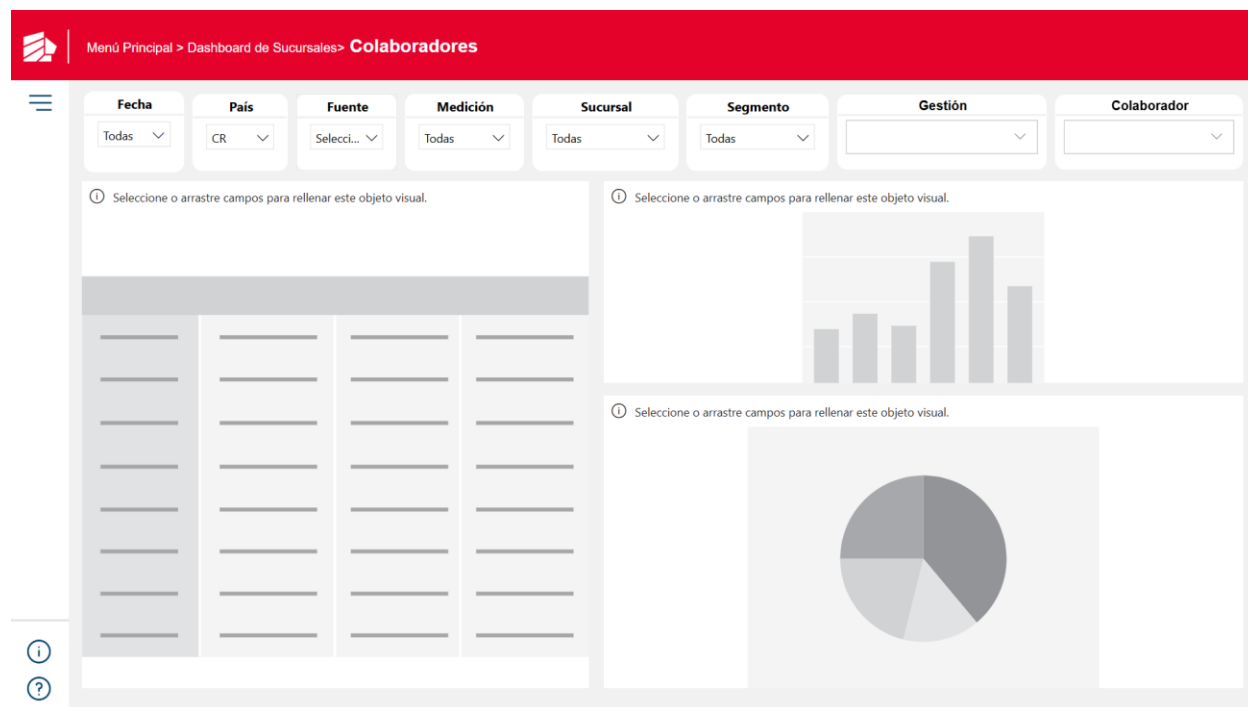 Menú Principal > Dashboard de Sucursales> Colaboradores
Fecha País Fuente Medición Sucursal Segmento Gestión Colaborador
Todas CR Selecci... Todas Todas Todas
Seleccione o arrastre campos para rellenar este objeto visual.
Seleccione o arrastre campos para rellenar este objeto visual.
Seleccione o arrastre campos para rellenar este objeto visual.